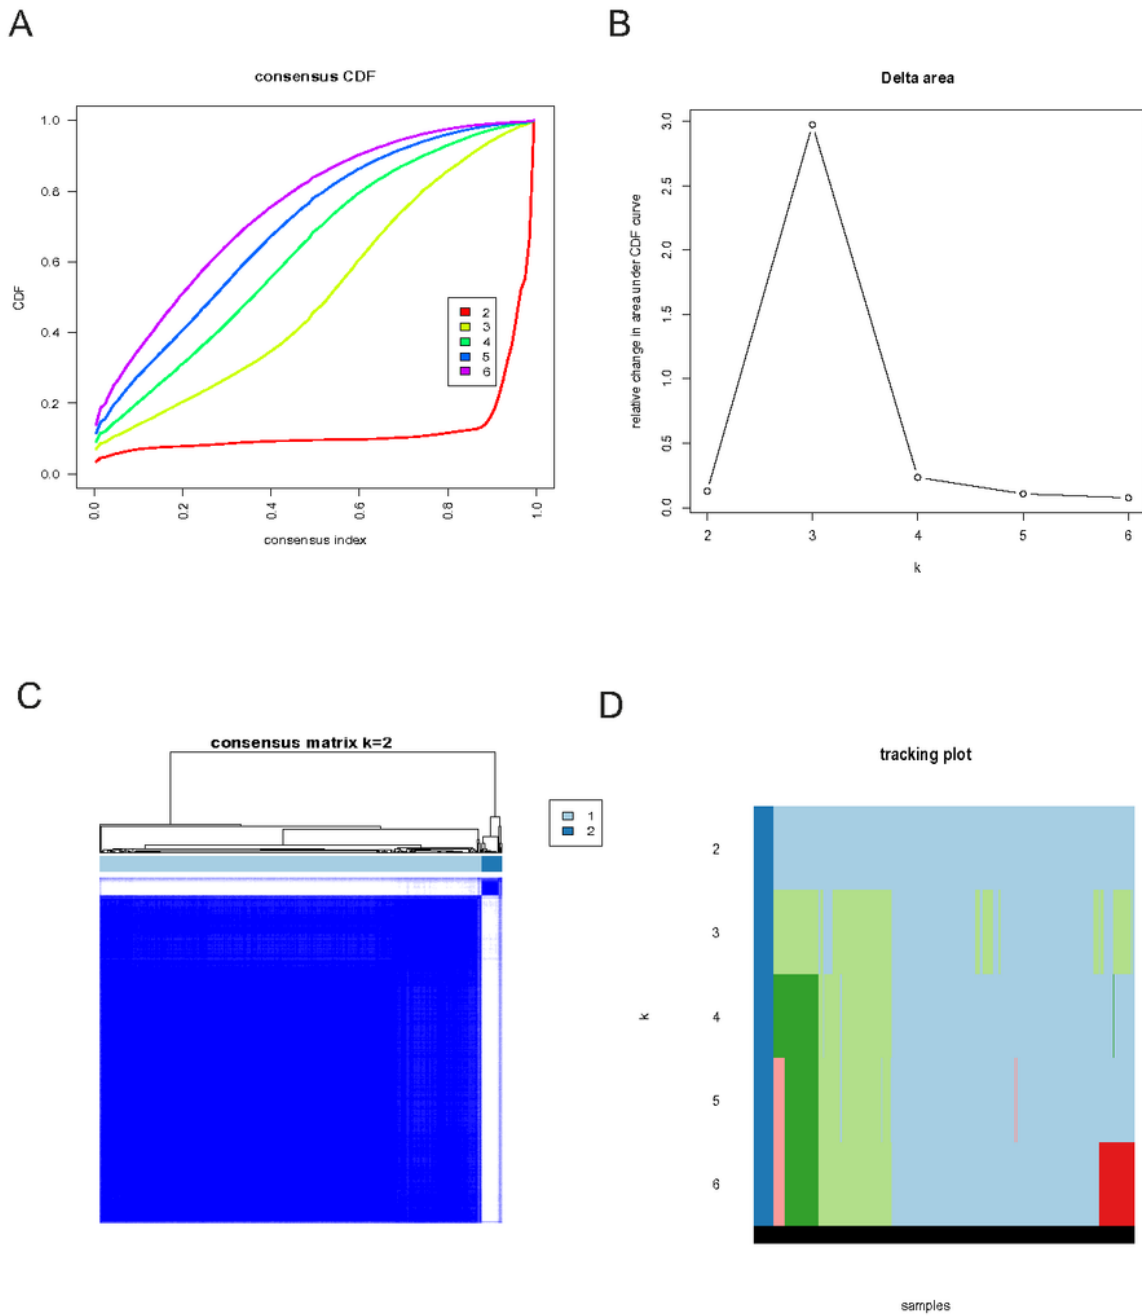 A
consensus CDF
CDF
1.0
0.8
0.6
0.4
0.2
0.0
2
3
4
5
6
0.0 0.2 0.4 0.6 0.8 1.0
consensus index
B
Delta area
relative change in area under CDF curve
3.0
2.5
2.0
1.5
1.0
0.5
0.0
2 3 4 5 6
k
C
consensus matrix k=2
1
2
D
tracking plot
k
2
3
4
5
6
samples